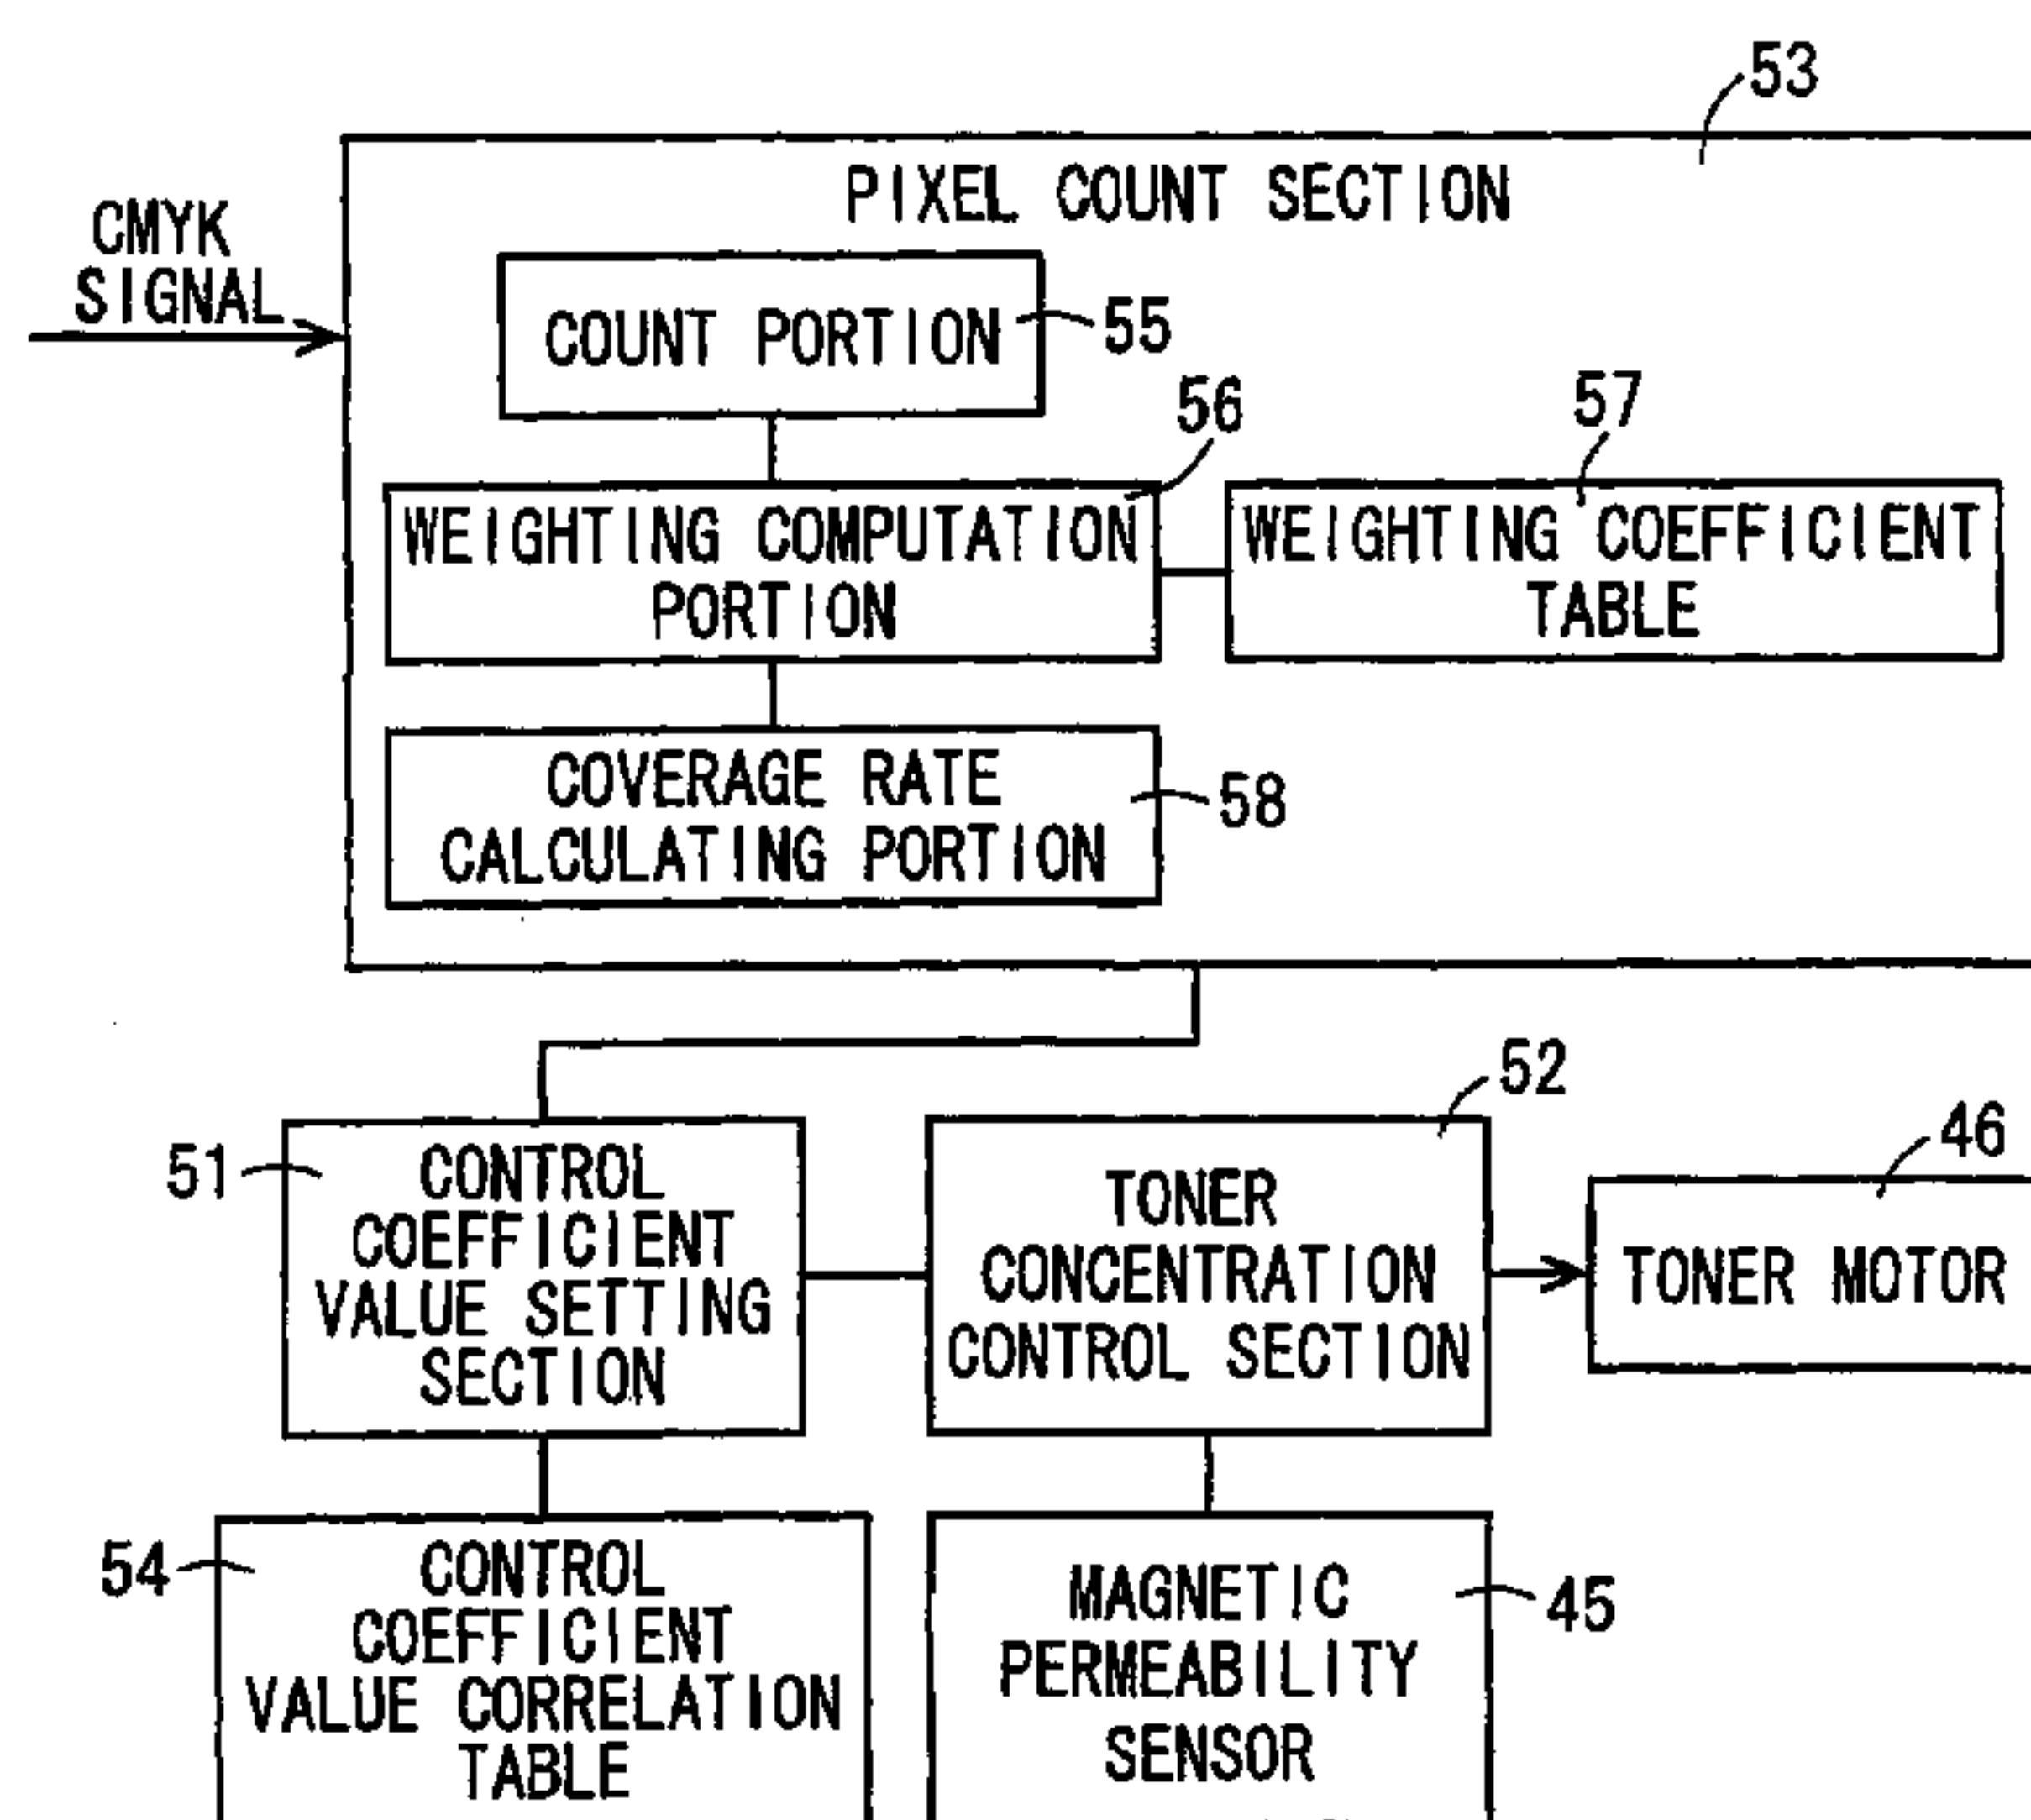 53
PIXEL COUNT SECTION
CMYK
SIGNAL
COUNT PORTION
55
56
57
WEIGHTING COMPUTATION
PORTION
WEIGHTING COEFFICIENT
TABLE
COVERAGE RATE
CALCULATING PORTION
58
52
46
51
CONTROL
COEFFICIENT
VALUE SETTING
SECTION
TONER
CONCENTRATION
CONTROL SECTION
TONER MOTOR
54
CONTROL
COEFFICIENT
VALUE CORRELATION
TABLE
MAGNETIC
PERMEABILITY
SENSOR
45